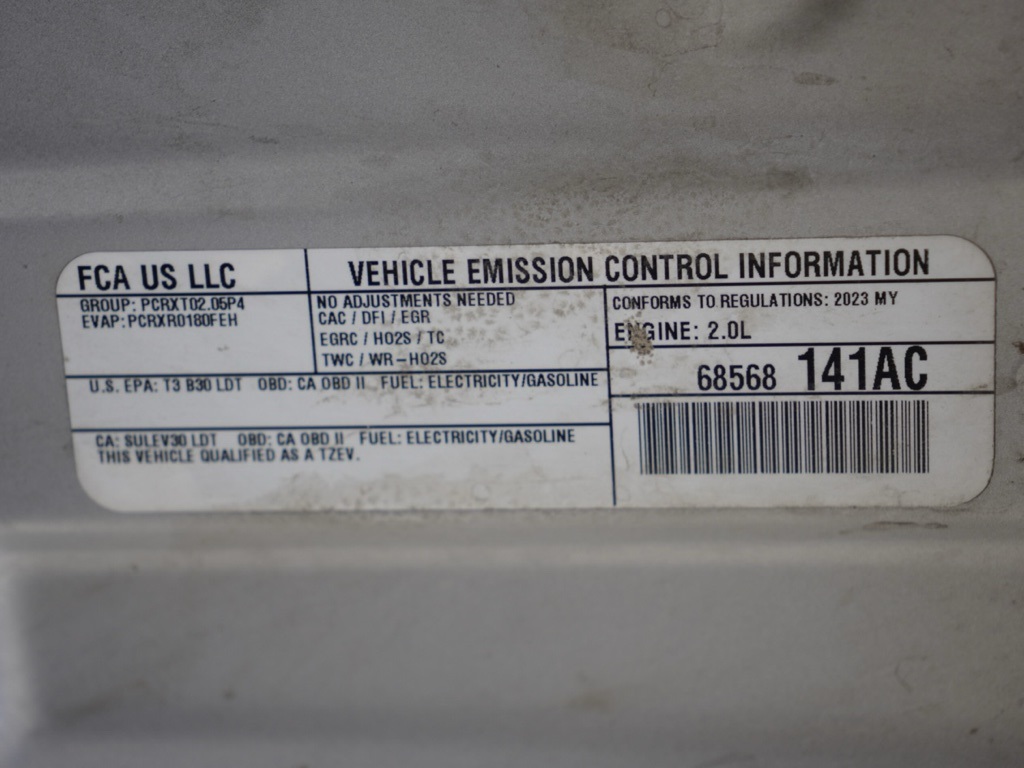 FCA US LLC
VEHICLE EMISSION CONTROL INFORMATION
GROUP: PCRXT02.05P4
EVAP: PCRXR0180FEH
NO ADJUSTMENTS NEEDED
CAC / DFI / EGR
EGRC / HO2S / TC
TWC / WR-HO2S
CONFORMS TO REGULATIONS: 2023 MY
ENGINE: 2.0L
68568 141AC
U.S. EPA: T3 B30 LDT OBD: CA OBD II FUEL: ELECTRICITY/GASOLINE
CA: SULEV30 LDT OBD: CA OBD II FUEL: ELECTRICITY/GASOLINE
THIS VEHICLE QUALIFIED AS A TZEV.